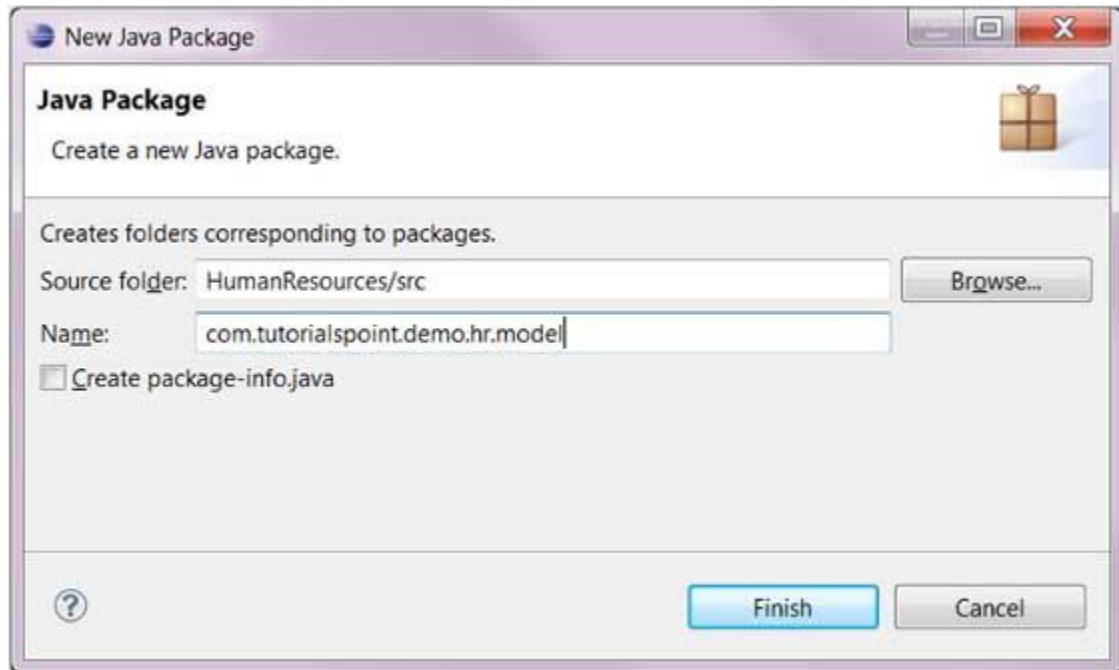 New Java Package
Java Package
Create a new Java package.
Creates folders corresponding to packages.
Source folder: HumanResources/src Browse...
Name: com.tutorialspoint.demo.hr.model
Create package-info.java
? Finish Cancel